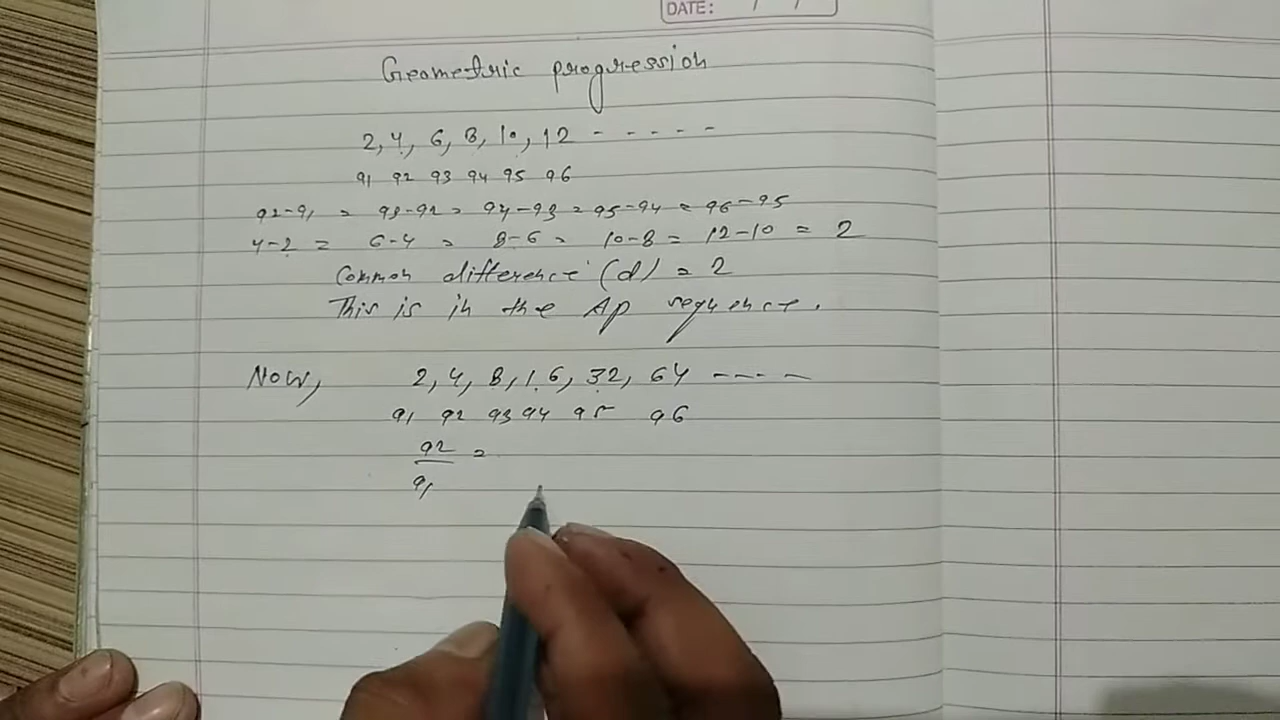 DATE: / /
Geometric progression
2, 4, 6, 8, 10, 12 - - - - -
a1 a2 a3 a4 a5 a6
a2-a1 = a3-a2 = a4-a3 = a5-a4 = a6-a5
4-2 = 6-4 = 8-6 = 10-8 = 12-10 = 2
Common difference (d) = 2
This is in the AP sequence.
Now, 2, 4, 8, 16, 32, 64 - - - -
a1 a2 a3 a4 a5 a6
a2 =
a1